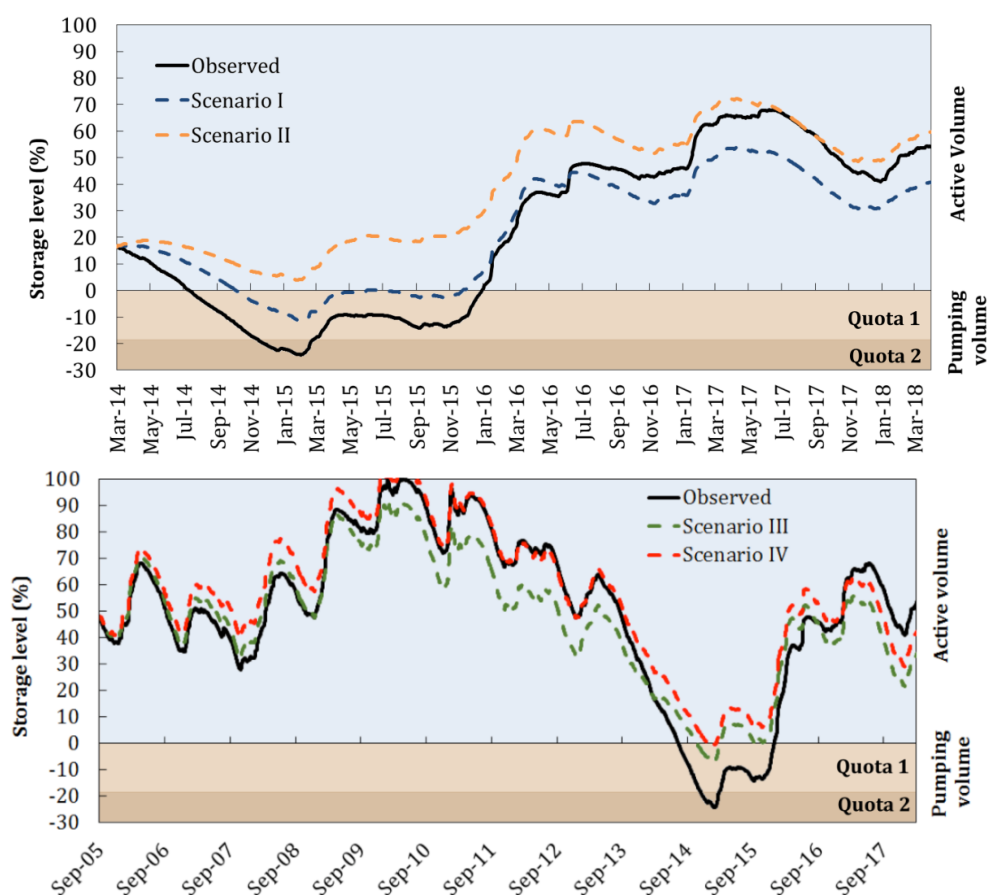 100
90
80
70
60
50
40
30
20
10
0
-10
-20
-30
Storage level (%)
Observed
Scenario I
Scenario II
Quota 1
Quota 2
Active Volume
Pumping
volume
Mar-14
May-14
Jul-14
Sep-14
Nov-14
Jan-15
Mar-15
May-15
Jul-15
Sep-15
Nov-15
Jan-16
Mar-16
May-16
Jul-16
Sep-16
Nov-16
Jan-17
Mar-17
May-17
Jul-17
Sep-17
Nov-17
Jan-18
Mar-18
100
90
80
70
60
50
40
30
20
10
0
-10
-20
-30
Storage level (%)
Observed
Scenario III
Scenario IV
Quota 1
Quota 2
Active volume
Pumping
volume
Sep-05
Sep-06
Sep-07
Sep-08
Sep-09
Sep-10
Sep-11
Sep-12
Sep-13
Sep-14
Sep-15
Sep-16
Sep-17